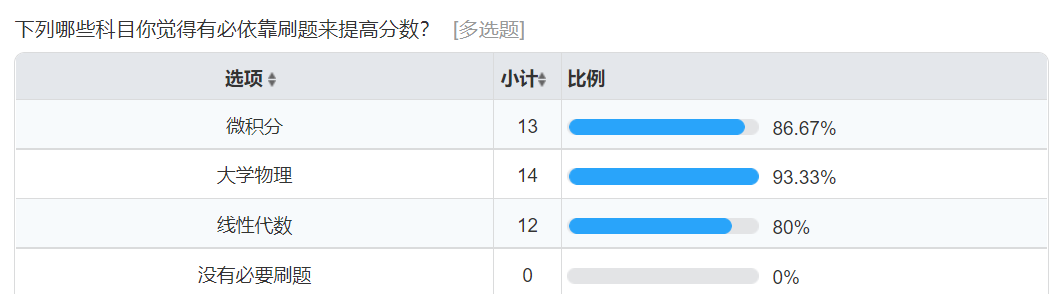 下列哪些科目你觉得有必依靠刷题来提高分数？ [多选题]
选项 小计 比例
微积分 13 86.67%
大学物理 14 93.33%
线性代数 12 80%
没有必要刷题 0 0%